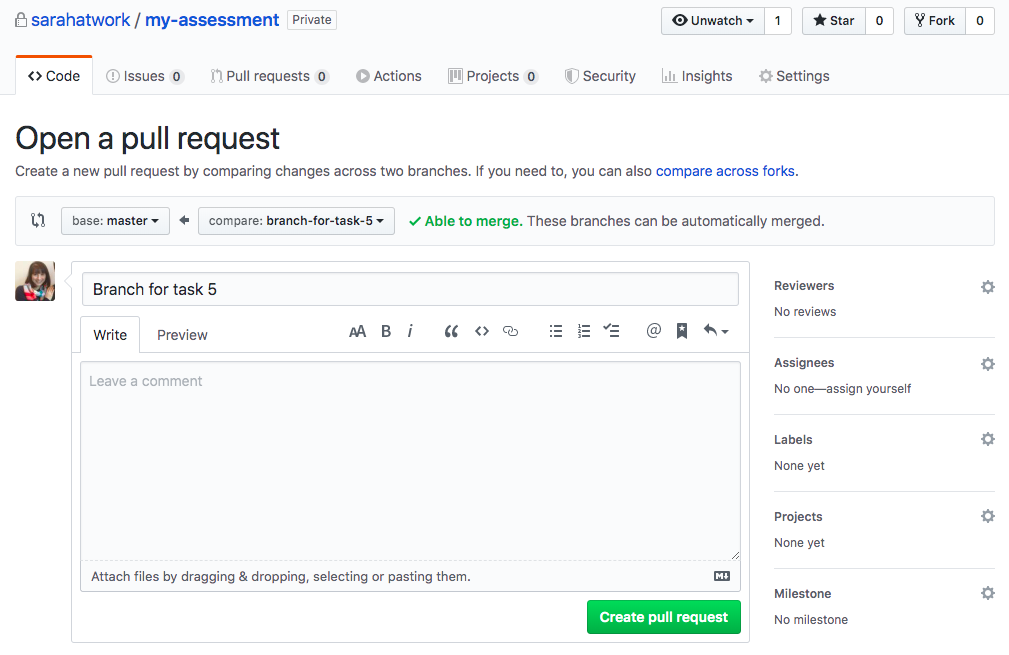 sarahatwork / my-assessment Private Unwatch 1 Star 0 Fork 0
Code Issues 0 Pull requests 0 Actions Projects 0 Security Insights Settings
Open a pull request
Create a new pull request by comparing changes across two branches. If you need to, you can also compare across forks.
base: master compare: branch-for-task-5 Able to merge. These branches can be automatically merged.
Branch for task 5
Write Preview AA B i
Leave a comment
Attach files by dragging & dropping, selecting or pasting them.
Create pull request
Reviewers
No reviews
Assignees
No one—assign yourself
Labels
None yet
Projects
None yet
Milestone
No milestone